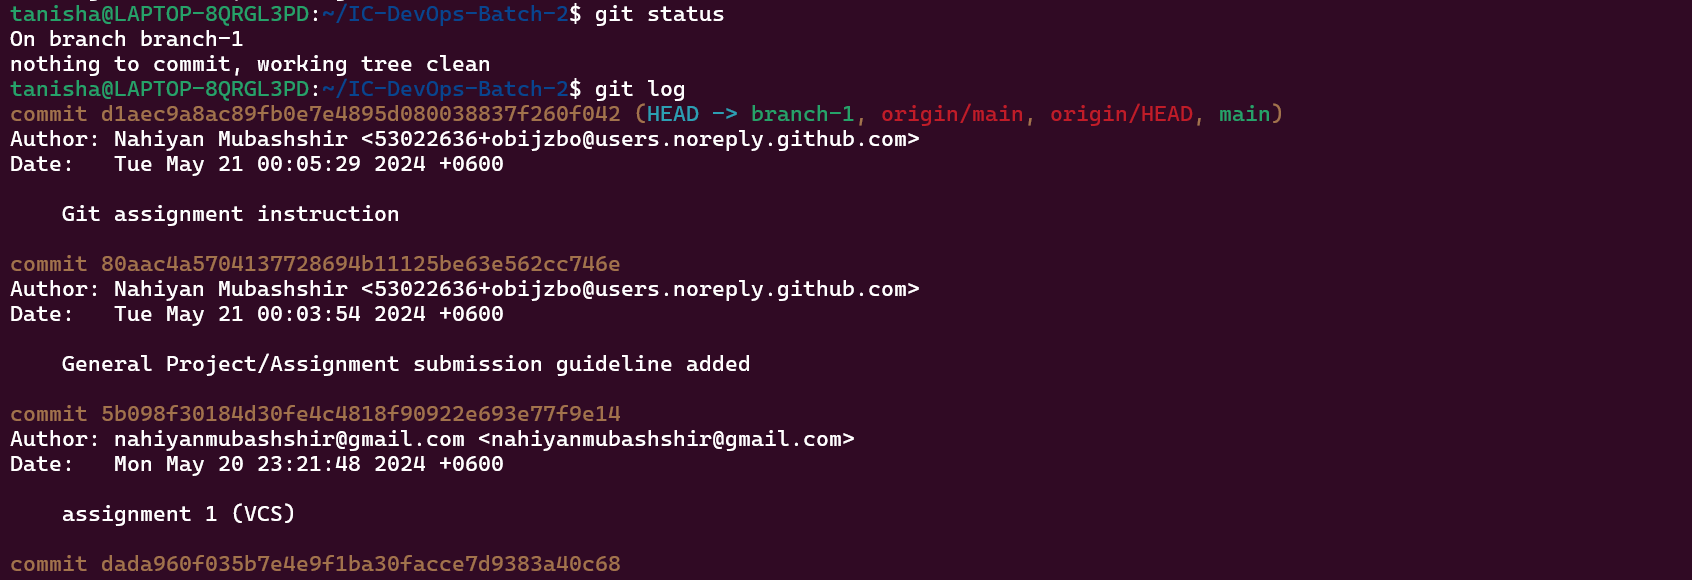 tanisha@LAPTOP-8QRGL3PD:~/IC-DevOps-Batch-2$ git status
On branch branch-1
nothing to commit, working tree clean
tanisha@LAPTOP-8QRGL3PD:~/IC-DevOps-Batch-2$ git log
commit d1aec9a8ac89fb0e7e4895d080038837f260f042 (HEAD -> branch-1, origin/main, origin/HEAD, main)
Author: Nahiyan Mubashshir <53022636+obijzbo@users.noreply.github.com>
Date:   Tue May 21 00:05:29 2024 +0600
    Git assignment instruction
commit 80aac4a5704137728694b11125be63e562cc746e
Author: Nahiyan Mubashshir <53022636+obijzbo@users.noreply.github.com>
Date:   Tue May 21 00:03:54 2024 +0600
    General Project/Assignment submission guideline added
commit 5b098f30184d30fe4c4818f90922e693e77f9e14
Author: nahiyanmubashshir@gmail.com <nahiyanmubashshir@gmail.com>
Date:   Mon May 20 23:21:48 2024 +0600
    assignment 1 (VCS)
commit dada960f035b7e4e9f1ba30facce7d9383a40c68